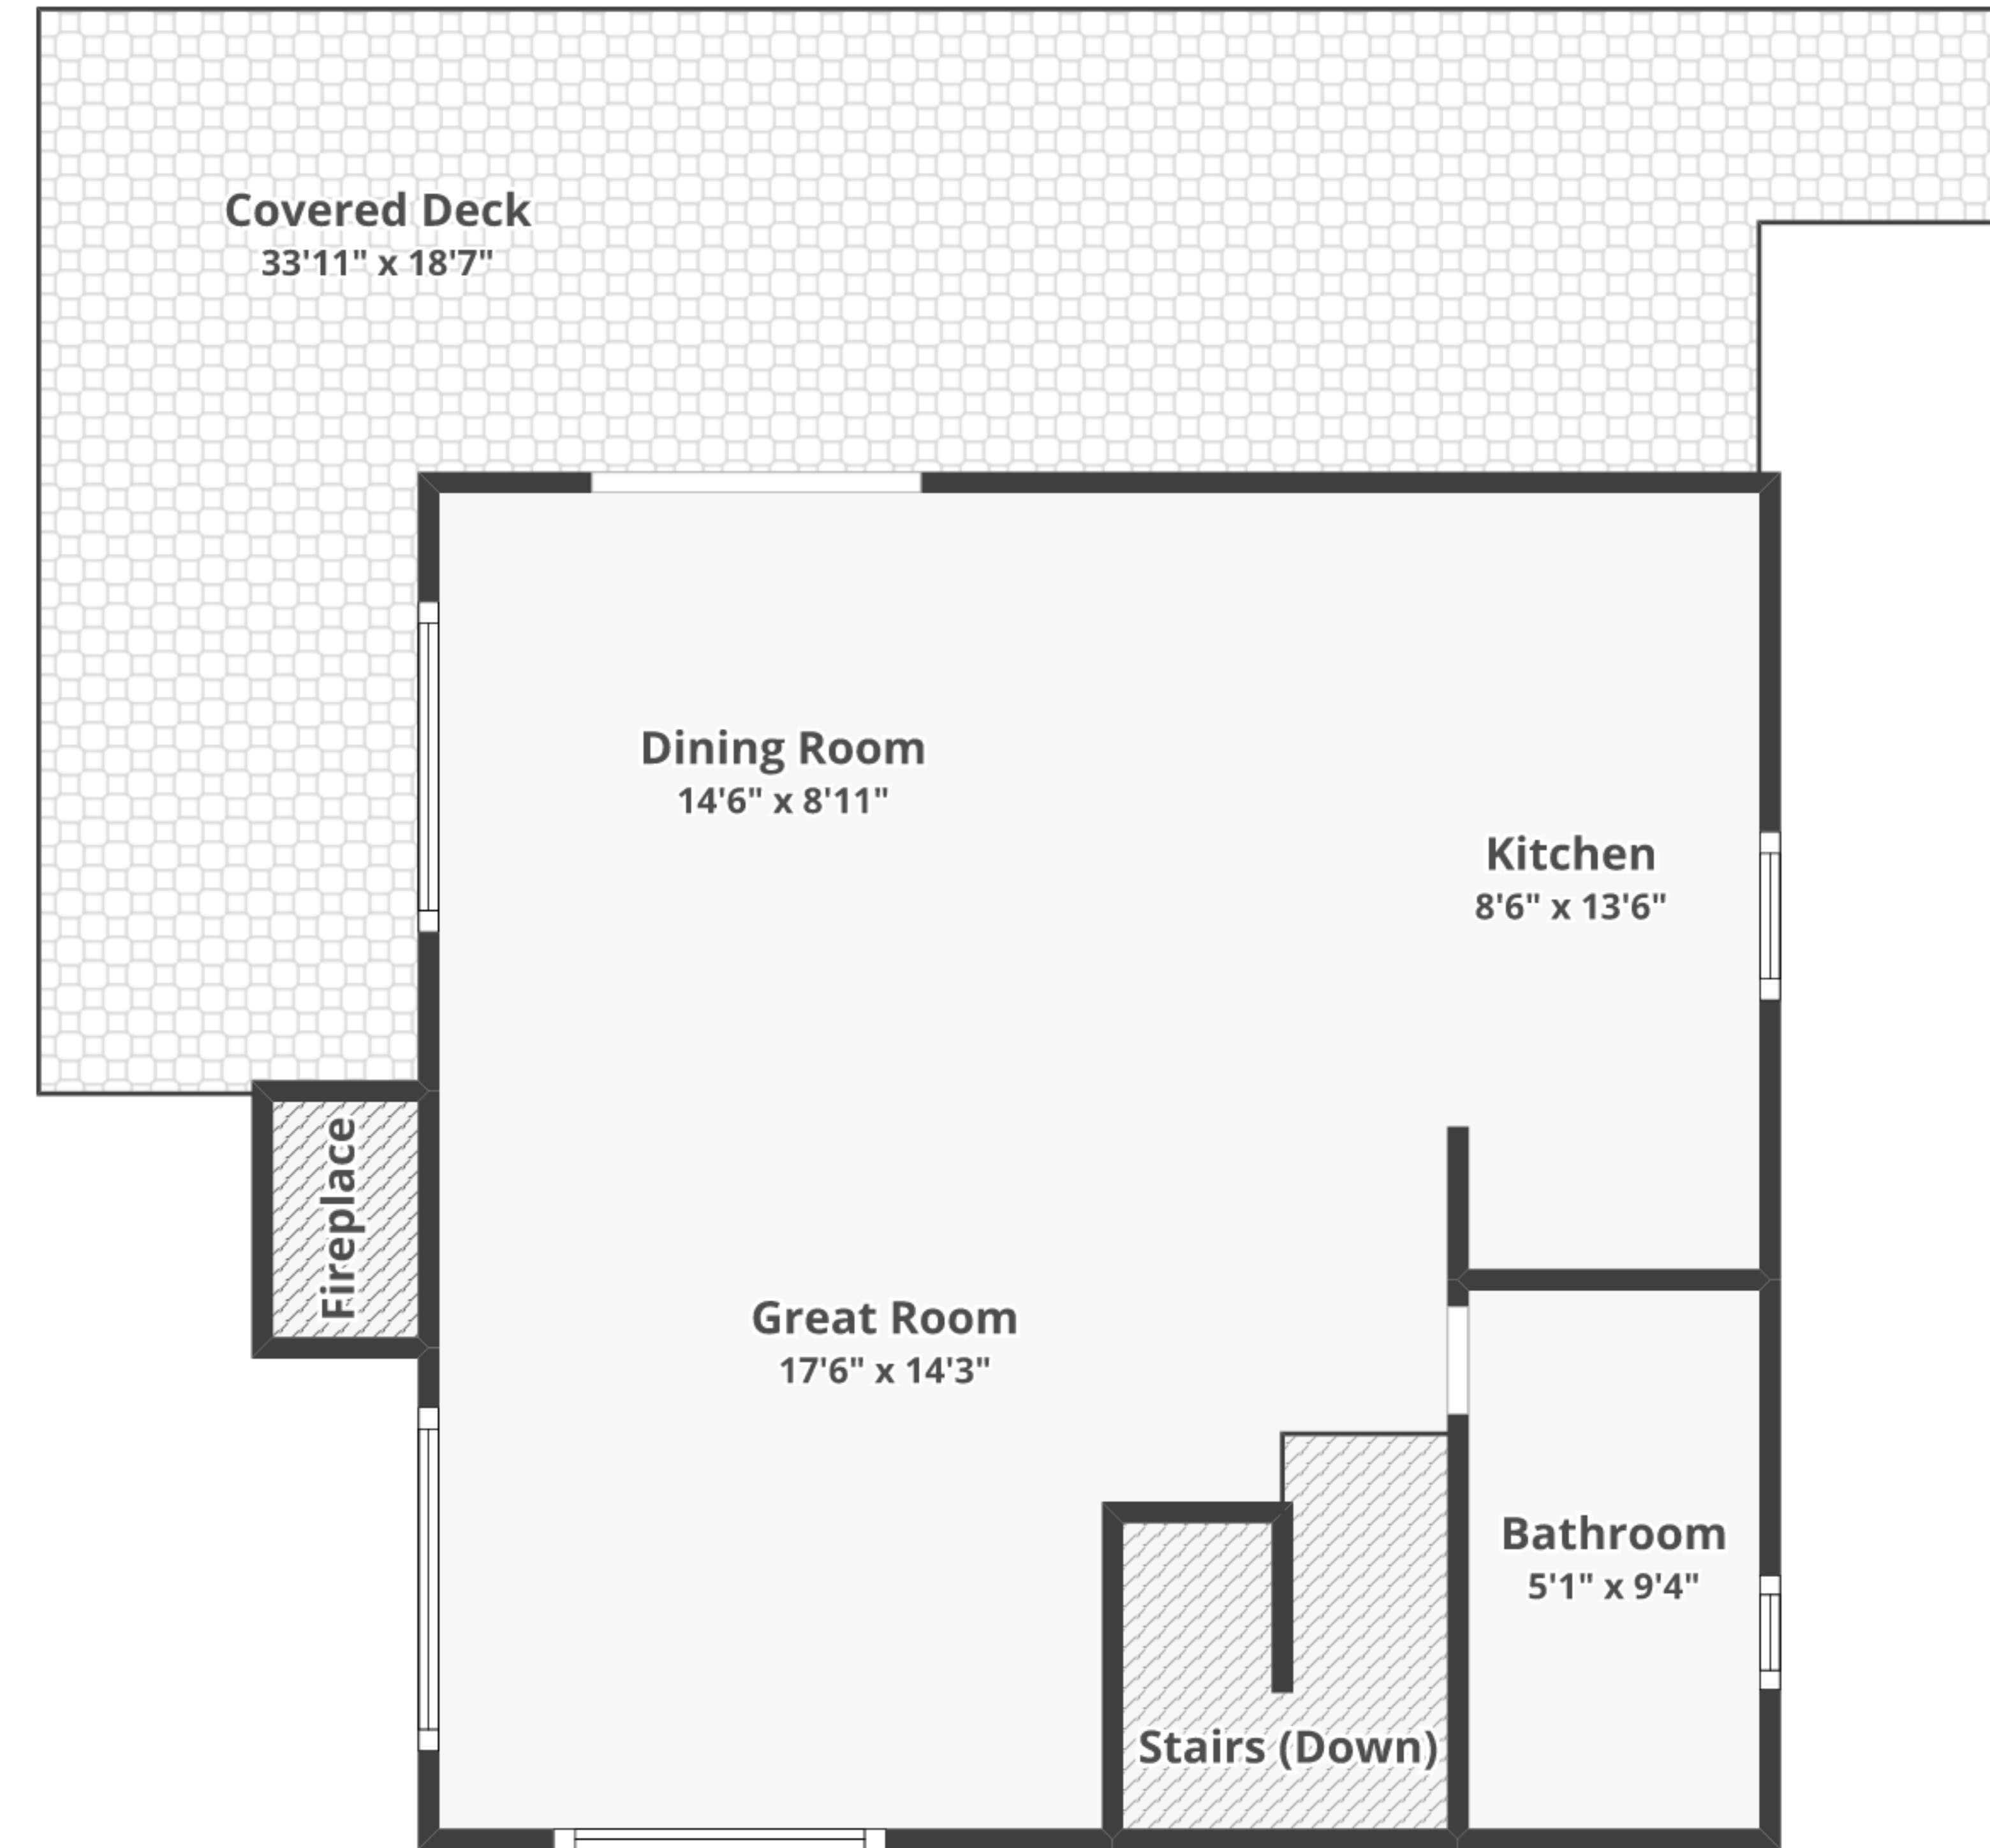 Covered Deck
33'11" x 18'7"
Dining Room
14'6" x 8'11"
Kitchen
8'6" x 13'6"
Fireplace
Great Room
17'6" x 14'3"
Bathroom
5'1" x 9'4"
Stairs (Down)